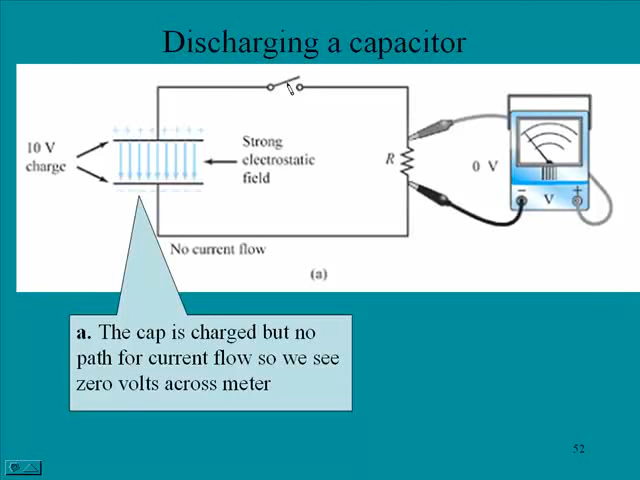 Discharging a capacitor
10 V
charge
+ + + + + + + +
Strong
electrostatic
field
R
0 V
− +
V
No current flow
(a)
a. The cap is charged but no
path for current flow so we see
zero volts across meter
52